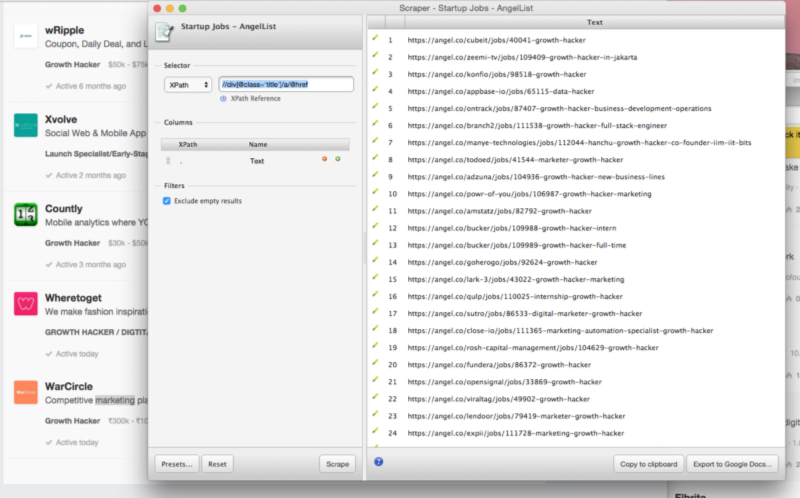 Scraper - Startup Jobs - AngelList
wRipple
Coupon, Daily Deal, and L
Growth Hacker $50k - $75k
Active 6 months ago
Xvolve
Social Web & Mobile App
Launch Specialist/Early-Stag
Active 2 months ago
Countly
Mobile analytics where YO
Growth Hacker $30k - $50k
Active 3 months ago
Wheretoget
We make fashion inspirati
GROWTH HACKER / DIGTITA
Active today
WarCircle
Competitive marketing pla
Growth Hacker ₹300k - ₹10
Active today
Startup Jobs - AngelList
Selector
XPath
//div[@class='title']/a/@href
XPath Reference
Columns
XPath Name
. Text
Filters
Exclude empty results
Presets... Reset Scrape
Text
1 https://angel.co/cubeit/jobs/40041-growth-hacker
2 https://angel.co/zeemi-tv/jobs/109409-growth-hacker-in-jakarta
3 https://angel.co/konfio/jobs/98518-growth-hacker
4 https://angel.co/appbase-io/jobs/65115-data-hacker
5 https://angel.co/ontrack/jobs/87407-growth-hacker-business-development-operations
6 https://angel.co/branch2/jobs/111538-growth-hacker-full-stack-engineer
7 https://angel.co/manye-technologies/jobs/112044-hanchu-growth-hacker-co-founder-iim-iit-bits
8 https://angel.co/todoed/jobs/41544-marketer-growth-hacker
9 https://angel.co/adzuna/jobs/104936-growth-hacker-new-business-lines
10 https://angel.co/powr-of-you/jobs/106987-growth-hacker-marketing
11 https://angel.co/amstatz/jobs/82792-growth-hacker
12 https://angel.co/bucker/jobs/109988-growth-hacker-intern
13 https://angel.co/bucker/jobs/109989-growth-hacker-full-time
14 https://angel.co/goherogo/jobs/92624-growth-hacker
15 https://angel.co/lark-3/jobs/43022-growth-hacker-marketing
16 https://angel.co/qulp/jobs/110025-internship-growth-hacker
17 https://angel.co/sutro/jobs/86533-digital-marketer-growth-hacker
18 https://angel.co/close-io/jobs/111365-marketing-automation-specialist-growth-hacker
19 https://angel.co/rosh-capital-management/jobs/104629-growth-hacker
20 https://angel.co/fundera/jobs/86372-growth-hacker
21 https://angel.co/opensignal/jobs/33869-growth-hacker
22 https://angel.co/viraltag/jobs/49902-growth-hacker
23 https://angel.co/lendoor/jobs/79419-marketer-growth-hacker
24 https://angel.co/expii/jobs/111728-marketing-growth-hacker
Copy to clipboard Export to Google Docs...